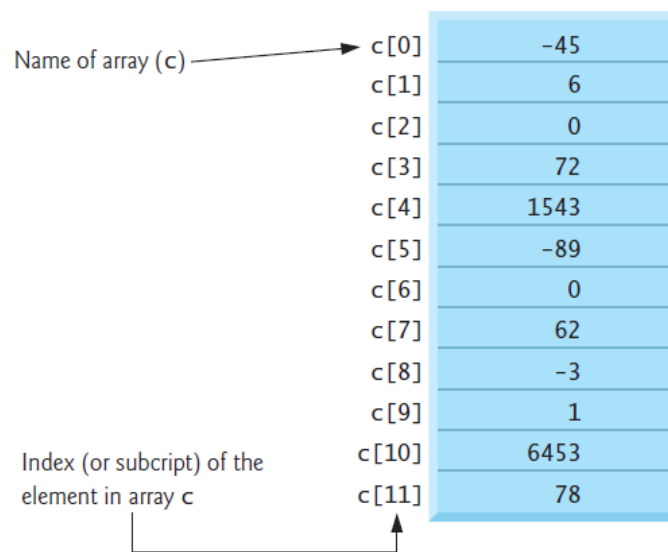 Name of array (c)
c[0] -45
c[1] 6
c[2] 0
c[3] 72
c[4] 1543
c[5] -89
c[6] 0
c[7] 62
c[8] -3
c[9] 1
c[10] 6453
c[11] 78
Index (or subcript) of the
element in array c